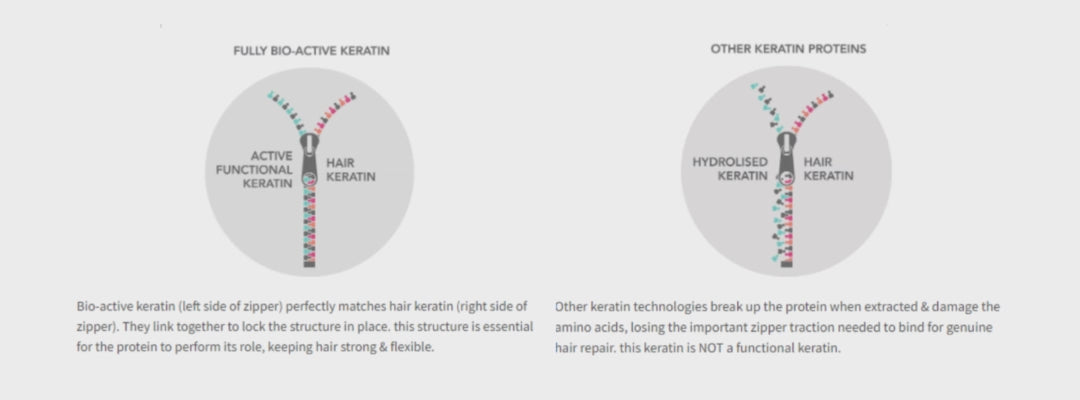 FULLY BIO-ACTIVE KERATIN
ACTIVE
FUNCTIONAL
KERATIN
HAIR
KERATIN
Bio-active keratin (left side of zipper) perfectly matches hair keratin (right side of
zipper). They link together to lock the structure in place. this structure is essential
for the protein to perform its role, keeping hair strong & flexible.
OTHER KERATIN PROTEINS
HYDROLISED
KERATIN
HAIR
KERATIN
Other keratin technologies break up the protein when extracted & damage the
amino acids, losing the important zipper traction needed to bind for genuine
hair repair. this keratin is NOT a functional keratin.